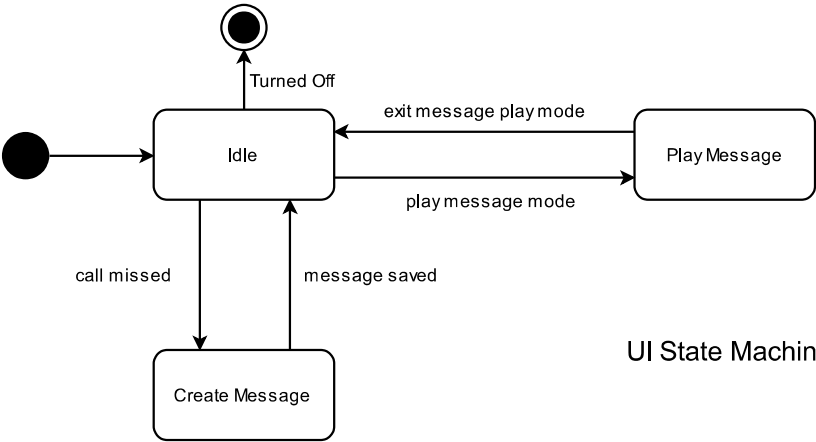 Turned Off
exit message play mode
Idle
Play Message
play message mode
call missed
message saved
UI State Machin
Create Message